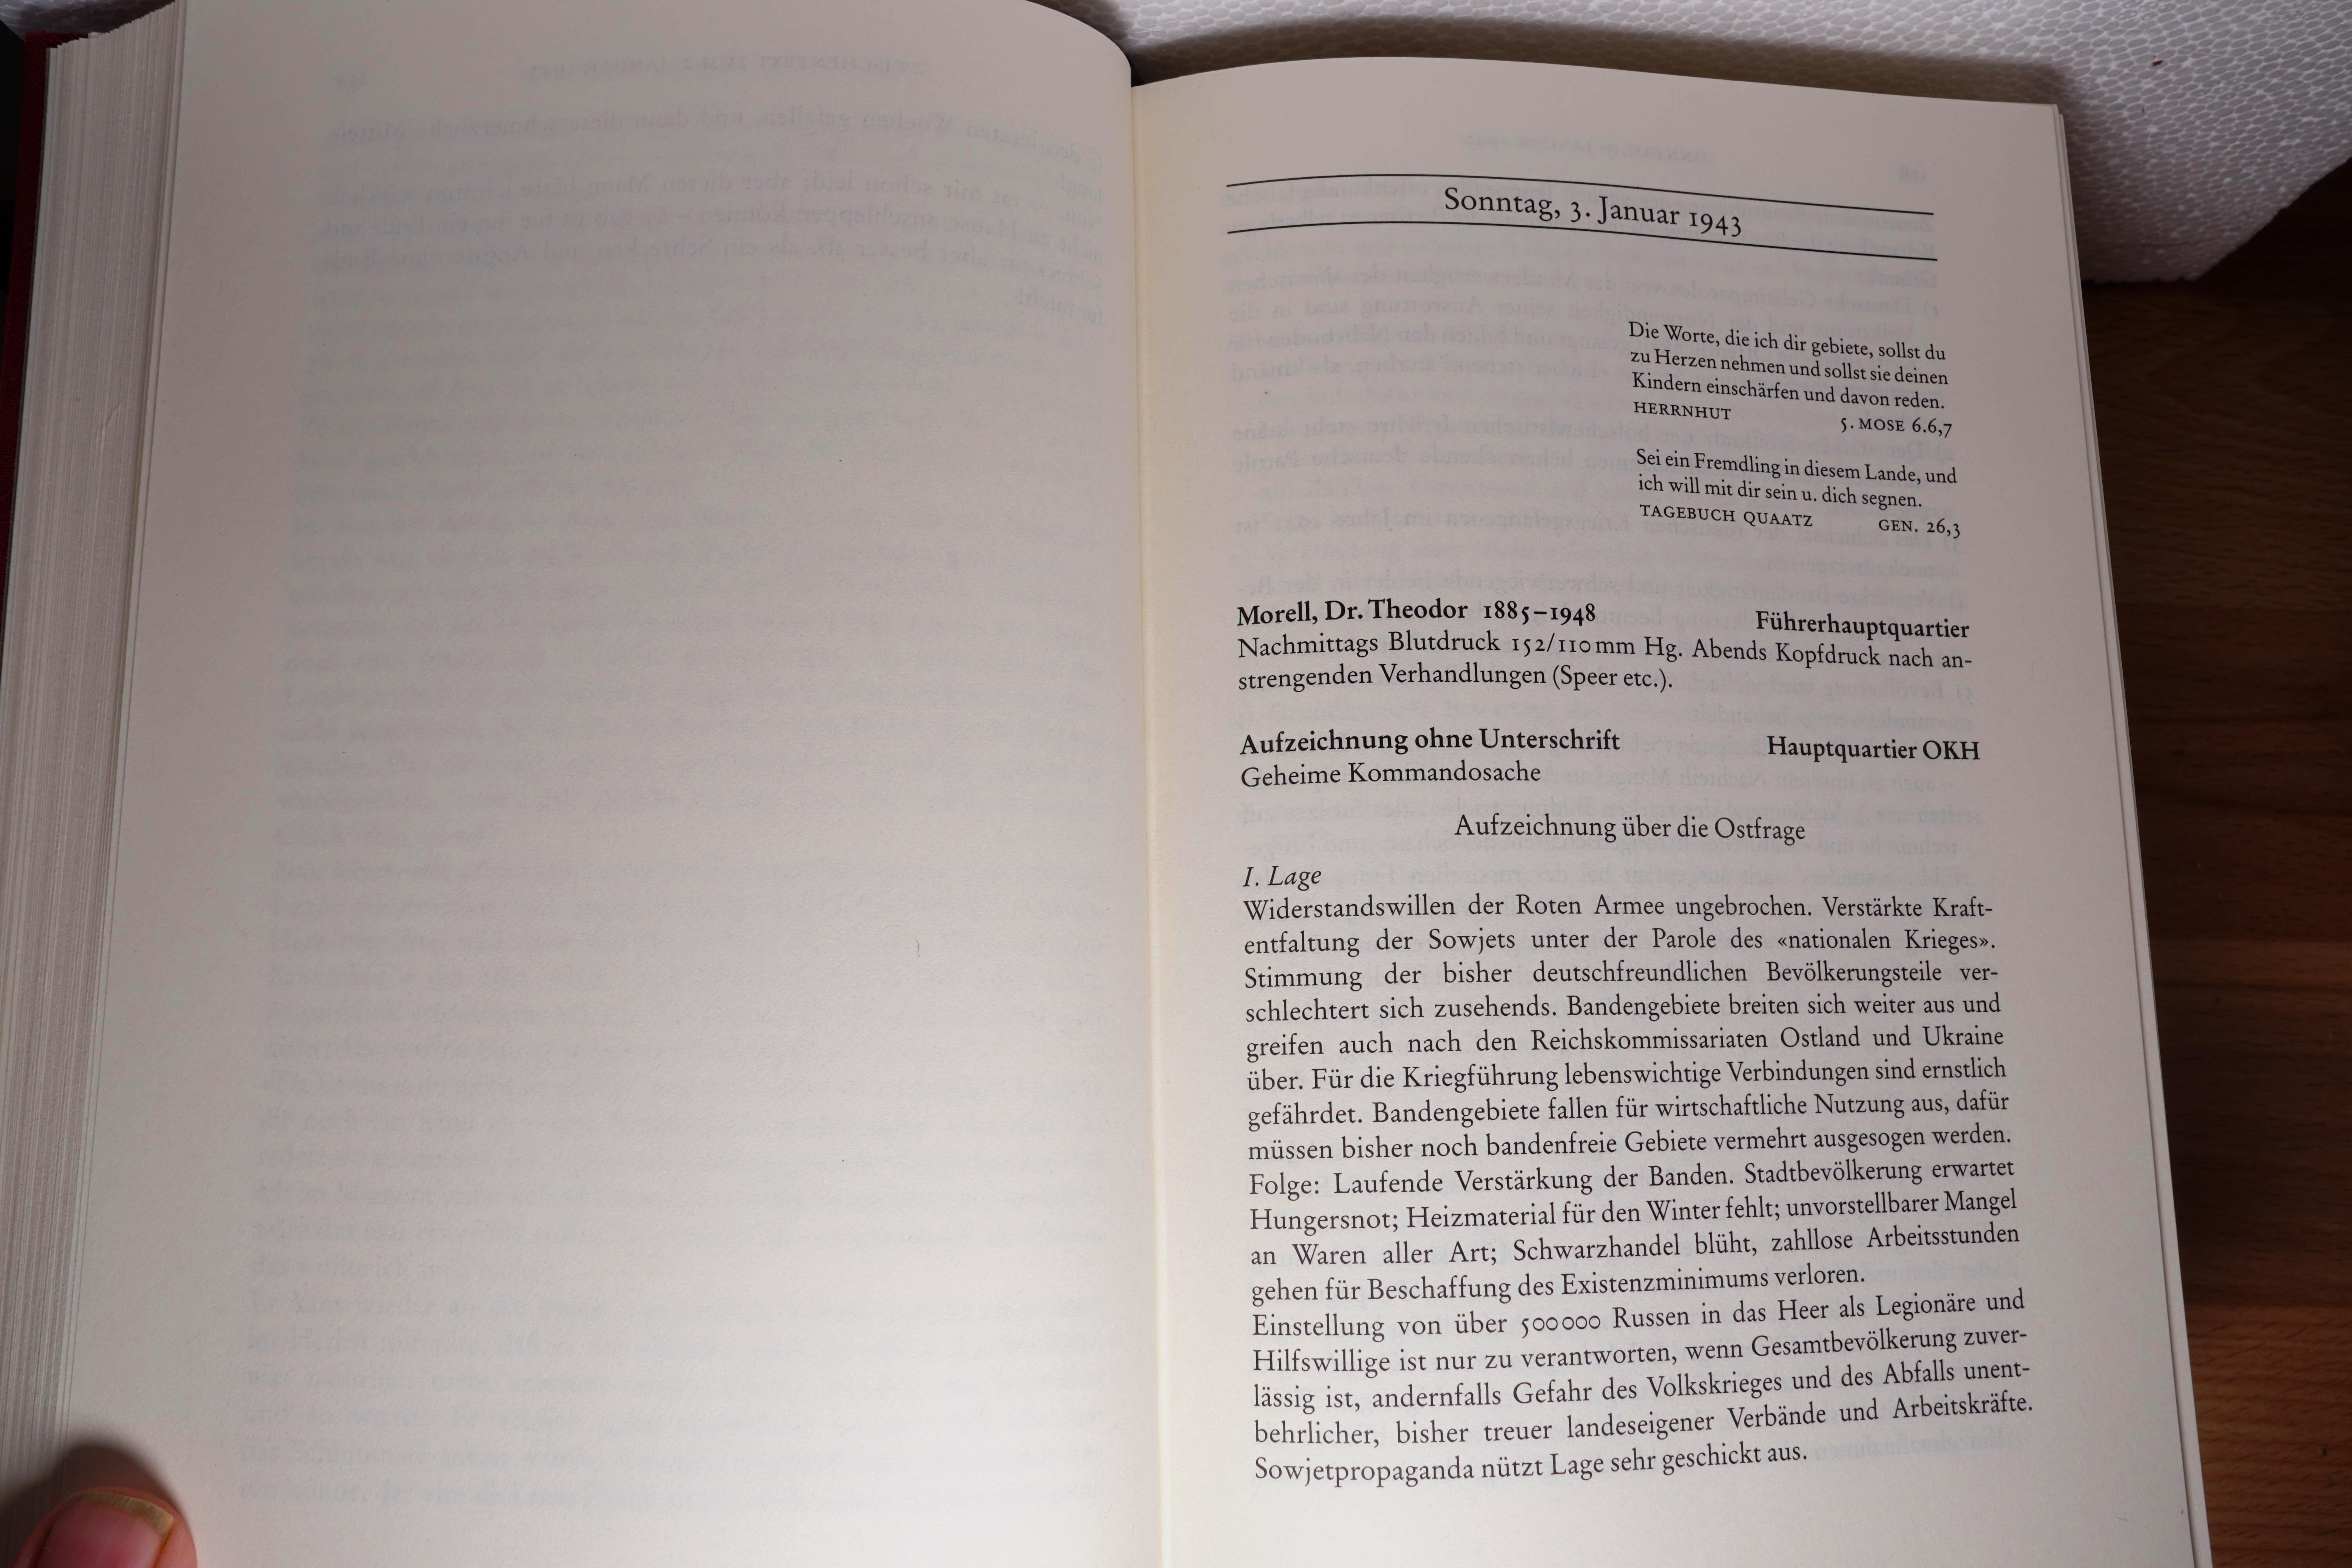 Sonntag, 3. Januar 1943
Die Worte, die ich dir gebiete, sollst du
zu Herzen nehmen und sollst sie deinen
Kindern einschärfen und davon reden.
HERRNHUT 5. MOSE 6.6,7
Sei ein Fremdling in diesem Lande, und
ich will mit dir sein u. dich segnen.
TAGEBUCH QUAATZ GEN. 26,3
Morell, Dr. Theodor 1885–1948 Führerhauptquartier
Nachmittags Blutdruck 152/110 mm Hg. Abends Kopfdruck nach an-
strengenden Verhandlungen (Speer etc.).
Aufzeichnung ohne Unterschrift Hauptquartier OKH
Geheime Kommandosache
Aufzeichnung über die Ostfrage
I. Lage
Widerstandswillen der Roten Armee ungebrochen. Verstärkte Kraft-
entfaltung der Sowjets unter der Parole des «nationalen Krieges».
Stimmung der bisher deutschfreundlichen Bevölkerungsteile ver-
schlechtert sich zusehends. Bandengebiete breiten sich weiter aus und
greifen auch nach den Reichskommissariaten Ostland und Ukraine
über. Für die Kriegführung lebenswichtige Verbindungen sind ernstlich
gefährdet. Bandengebiete fallen für wirtschaftliche Nutzung aus, dafür
müssen bisher noch bandenfreie Gebiete vermehrt ausgesogen werden.
Folge: Laufende Verstärkung der Banden. Stadtbevölkerung erwartet
Hungersnot; Heizmaterial für den Winter fehlt; unvorstellbarer Mangel
an Waren aller Art; Schwarzhandel blüht, zahllose Arbeitsstunden
gehen für Beschaffung des Existenzminimums verloren.
Einstellung von über 500000 Russen in das Heer als Legionäre und
Hilfswillige ist nur zu verantworten, wenn Gesamtbevölkerung zuver-
lässig ist, andernfalls Gefahr des Volkskrieges und des Abfalls unent-
behrlicher, bisher treuer landeseigener Verbände und Arbeitskräfte.
Sowjetpropaganda nützt Lage sehr geschickt aus.